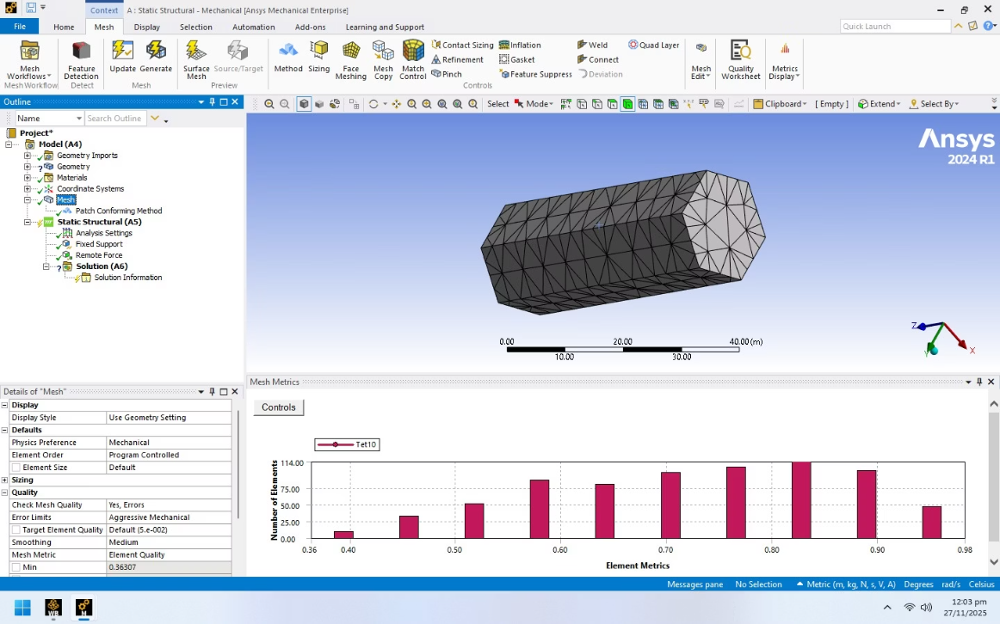 Context A : Static Structural - Mechanical [Ansys Mechanical Enterprise]
File Home Mesh Display Selection Automation Add-ons Learning and Support Quick Launch
Mesh Workflows Feature Detection Update Generate Surface Mesh Source/Target Method Sizing Face Meshing Mesh Copy Match Control
Contact Sizing Inflation Weld Quad Layer
Refinement Gasket Connect
Pinch Feature Suppress Deviation
Mesh Edit Quality Worksheet Metrics Display
Mesh Workflow Detect Mesh Preview Controls
Outline
Select Mode Clipboard [ Empty ] Extend Select By
Name Search Outline
Project*
Model (A4)
Geometry Imports
Geometry
Materials
Coordinate Systems
Mesh
Patch Conforming Method
Static Structural (A5)
Analysis Settings
Fixed Support
Remote Force
Solution (A6)
Solution Information
Ansys
2024 R1
0.00 20.00 40.00 (m)
10.00 30.00
Z
Y
X
Details of "Mesh"
Display
Display Style Use Geometry Setting
Defaults
Physics Preference Mechanical
Element Order Program Controlled
Element Size Default
Sizing
Quality
Check Mesh Quality Yes, Errors
Error Limits Aggressive Mechanical
Target Element Quality Default (5.e-002)
Smoothing Medium
Mesh Metric Element Quality
Min 0.36307
Mesh Metrics
Controls
Tet10
Number of Elements
114.00
75.00
50.00
25.00
0.00
0.36 0.40 0.50 0.60 0.70 0.80 0.90 0.98
Element Metrics
Messages pane No Selection Metric (m, kg, N, s, V, A) Degrees rad/s Celsius
WB
N
12:03 pm
27/11/2025